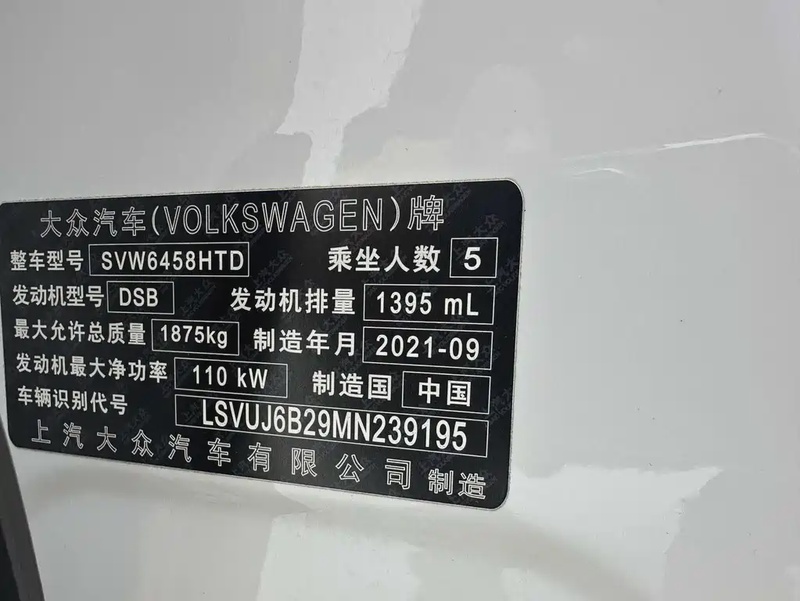 大众汽车(VOLKSWAGEN)牌
整车型号 SVW6458HTD 乘坐人数 5
发动机型号 DSB 发动机排量 1395 mL
最大允许总质量 1875kg 制造年月 2021-09
发动机最大净功率 110 kW 制造国 中国
车辆识别代号 LSVUJ6B29MN239195
上汽大众汽车有限公司制造